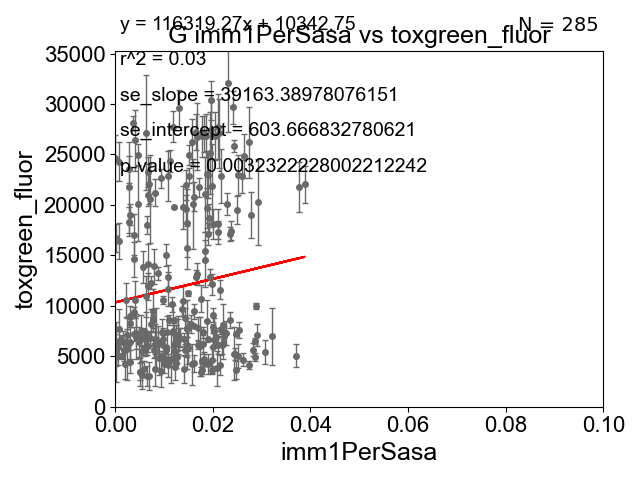 y = 116319.27x + 10342.75
N = 285
G imm1PerSasa vs toxgreen_fluor
r^2 = 0.03
se_slope = 39163.38978076151
se_intercept = 603.666832780621
p-value = 0.0032322228002212242
35000
30000
25000
20000
15000
10000
5000
0
toxgreen_fluor
0.00 0.02 0.04 0.06 0.08 0.10
imm1PerSasa